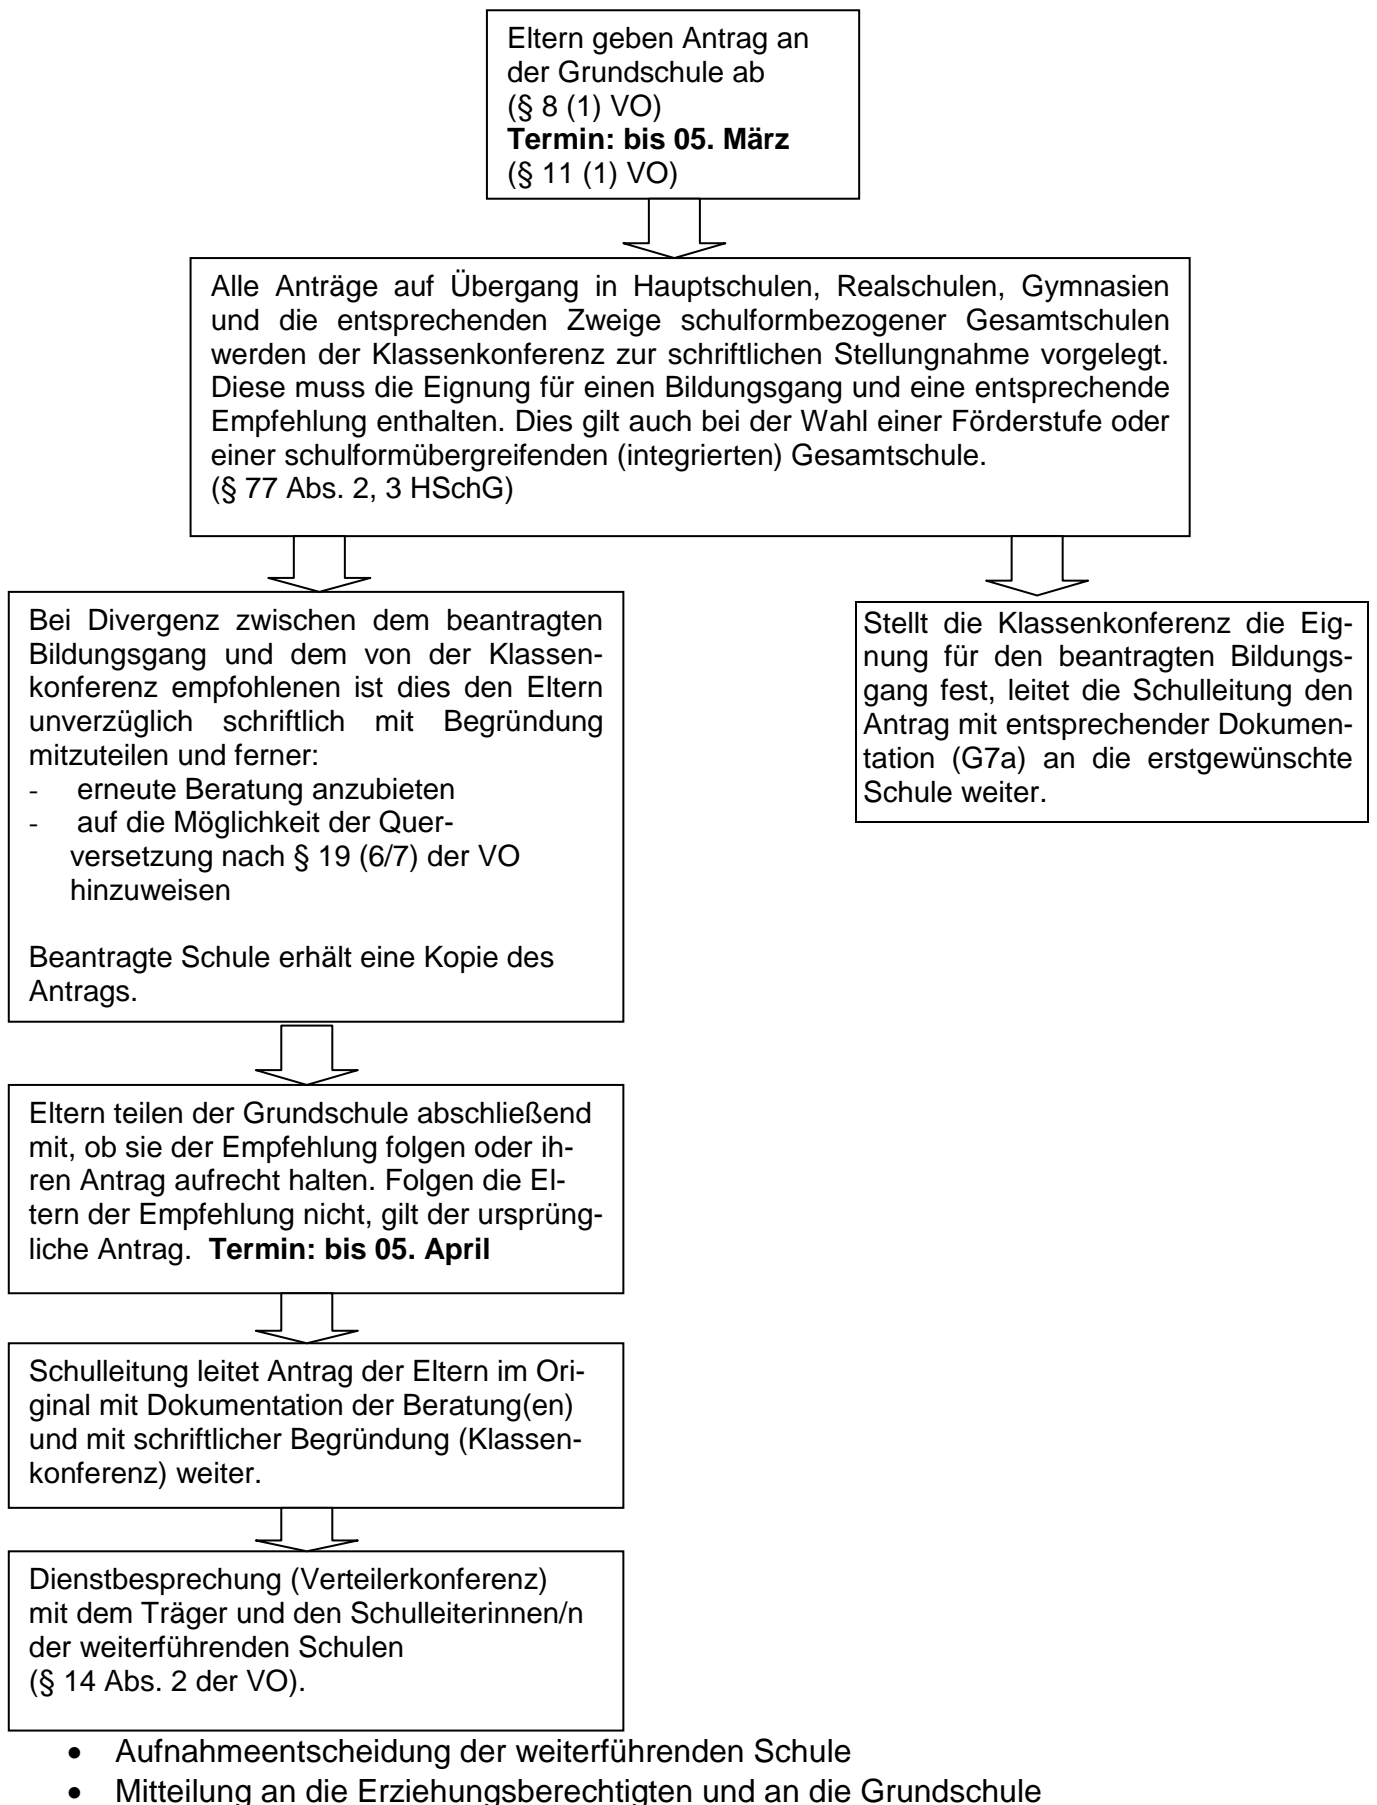 Eltern geben Antrag an
der Grundschule ab
(§ 8 (1) VO)
Termin: bis 05. März
(§ 11 (1) VO)
Alle Anträge auf Übergang in Hauptschulen, Realschulen, Gymnasien
und die entsprechenden Zweige schulformbezogener Gesamtschulen
werden der Klassenkonferenz zur schriftlichen Stellungnahme vorgelegt.
Diese muss die Eignung für einen Bildungsgang und eine entsprechende
Empfehlung enthalten. Dies gilt auch bei der Wahl einer Förderstufe oder
einer schulformübergreifenden (integrierten) Gesamtschule.
(§ 77 Abs. 2, 3 HSchG)
Bei Divergenz zwischen dem beantragten
Bildungsgang und dem von der Klassen-
konferenz empfohlenen ist dies den Eltern
unverzüglich schriftlich mit Begründung
mitzuteilen und ferner:
- erneute Beratung anzubieten
- auf die Möglichkeit der Quer-
versetzung nach § 19 (6/7) der VO
hinzuweisen
Beantragte Schule erhält eine Kopie des
Antrags.
Stellt die Klassenkonferenz die Eig-
nung für den beantragten Bildungs-
gang fest, leitet die Schulleitung den
Antrag mit entsprechender Dokumen-
tation (G7a) an die erstgewünschte
Schule weiter.
Eltern teilen der Grundschule abschließend
mit, ob sie der Empfehlung folgen oder ih-
ren Antrag aufrecht halten. Folgen die El-
tern der Empfehlung nicht, gilt der ursprüng-
liche Antrag. Termin: bis 05. April
Schulleitung leitet Antrag der Eltern im Ori-
ginal mit Dokumentation der Beratung(en)
und mit schriftlicher Begründung (Klassen-
konferenz) weiter.
Dienstbesprechung (Verteilerkonferenz)
mit dem Träger und den Schulleiterinnen/n
der weiterführenden Schulen
(§ 14 Abs. 2 der VO).
• Aufnahmeentscheidung der weiterführenden Schule
• Mitteilung an die Erziehungsberechtigten und an die Grundschule